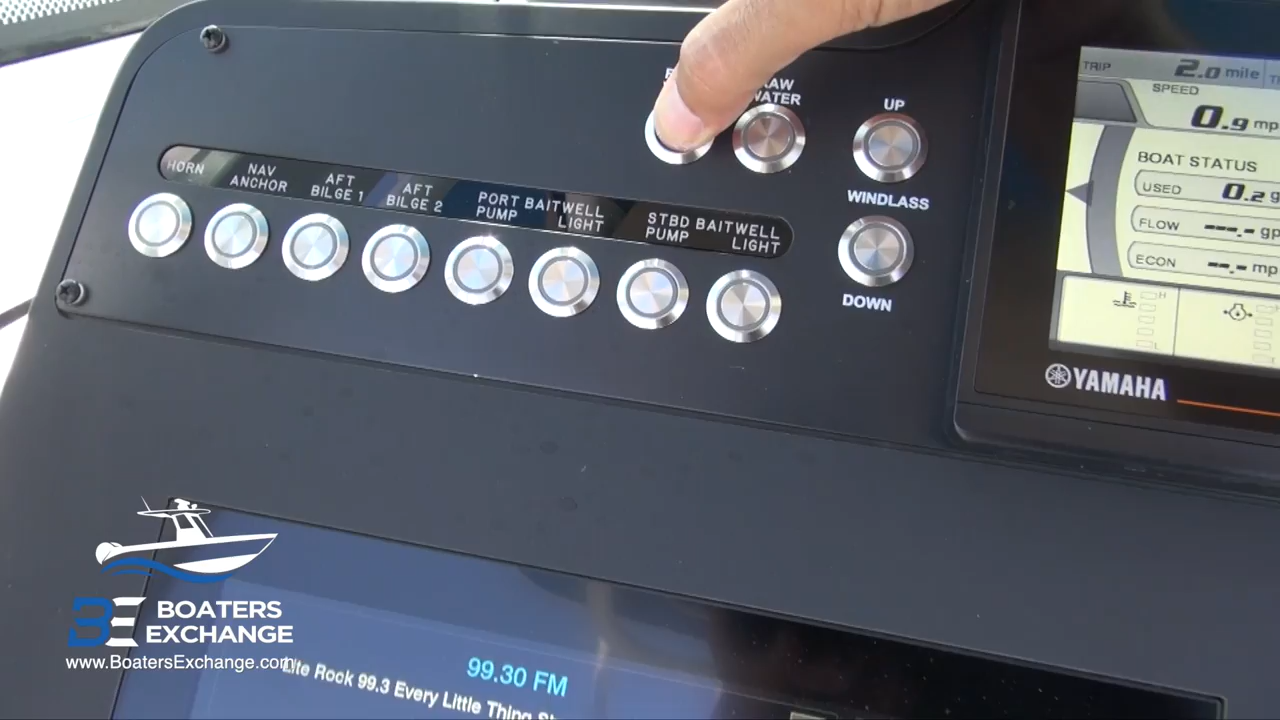 UP
WINDLASS
DOWN
HORN
NAV
ANCHOR
AFT
BILGE 1
AFT
BILGE 2
PORT BAITWELL
PUMP LIGHT
STBD BAITWELL
PUMP LIGHT
TRIP 2.0 mile
SPEED
0.9
BOAT STATUS
USED 0.2
FLOW ---.-
ECON --.-
H
L
YAMAHA
BE BOATERS
EXCHANGE
www.BoatersExchange.com
99.30 FM
Lite Rock 99.3 Every Little Thing